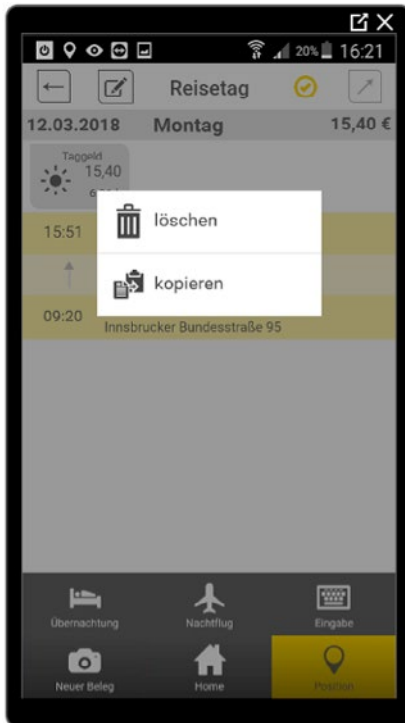 20% 16:21
Reisetag
12.03.2018 Montag 15,40 €
Taggeld
15,40
löschen
15:51
kopieren
09:20
Innsbrucker Bundesstraße 95
Übernachtung Nachtflug Eingabe
Neuer Beleg Home Position